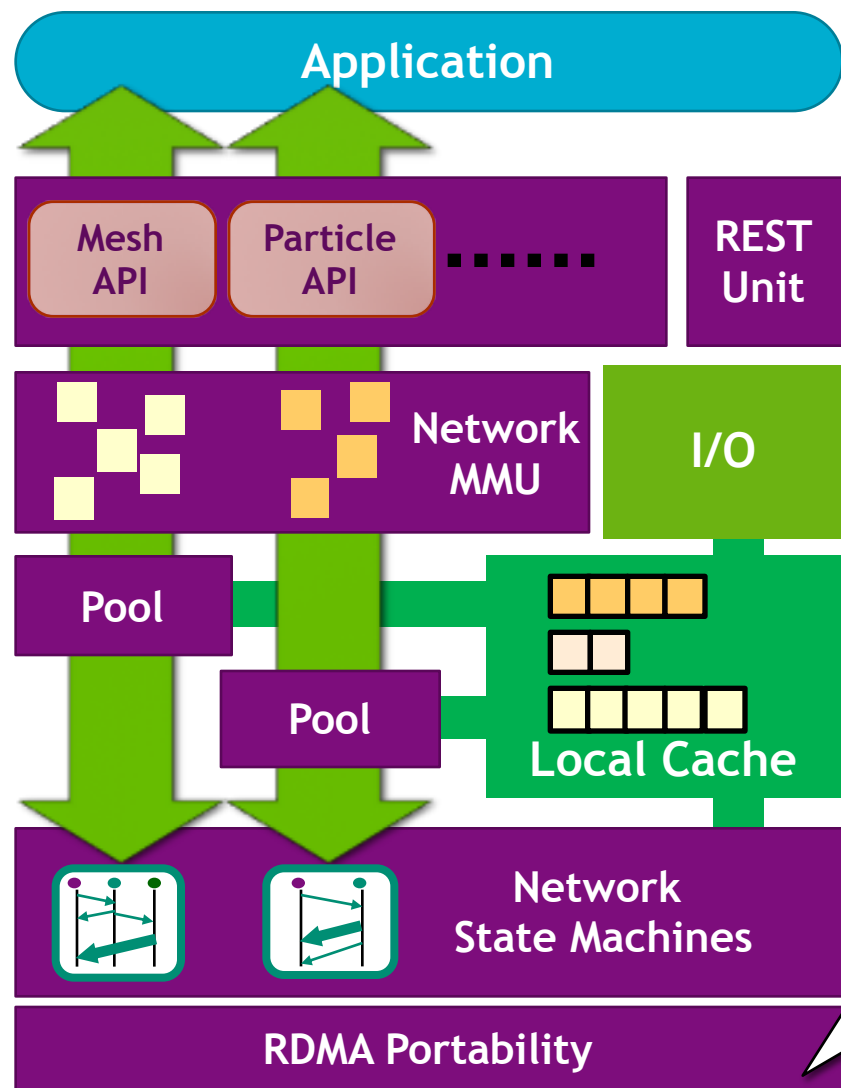 Application
Mesh
API
Particle
API
REST
Unit
Network
MMU
I/O
Pool
Pool
Local Cache
Network
State Machines
RDMA Portability